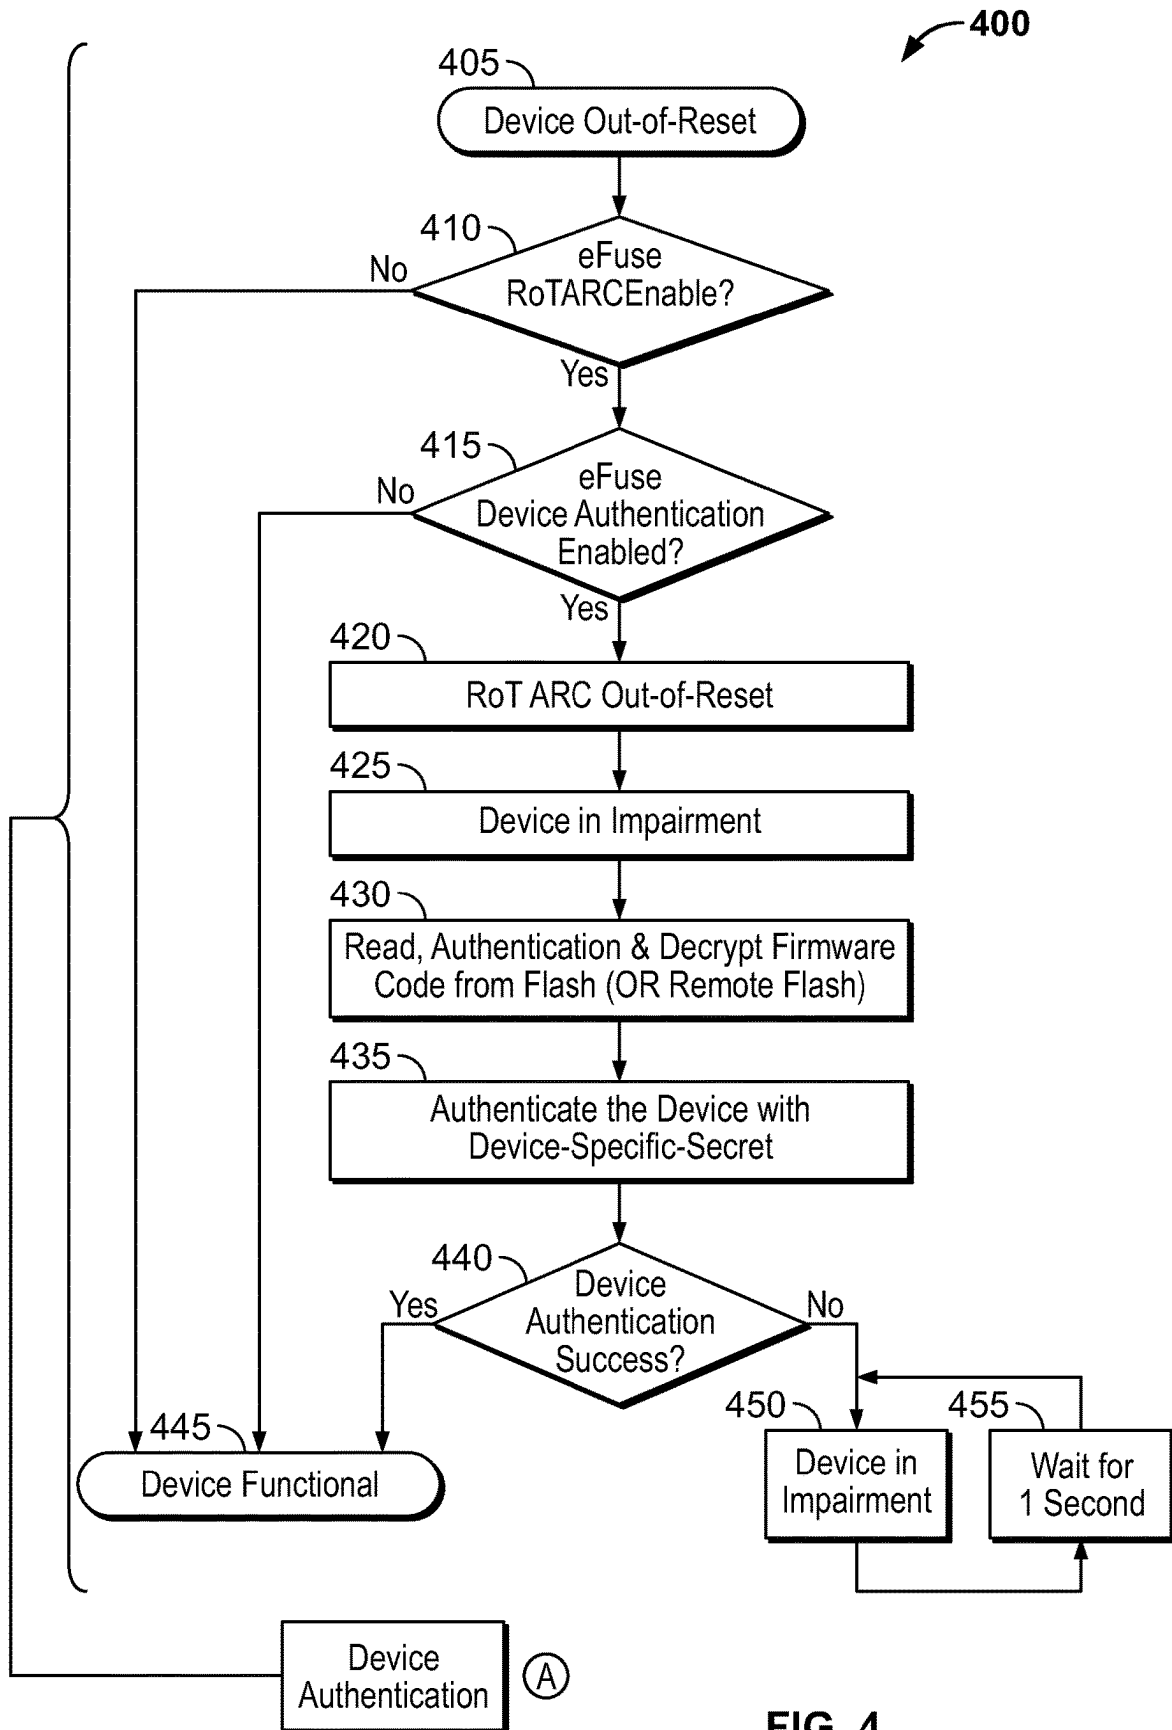 400
405
Device Out-of-Reset
410
eFuse
RoTARCEnable?
No
Yes
415
eFuse
Device Authentication
Enabled?
No
Yes
420
RoT ARC Out-of-Reset
425
Device in Impairment
430
Read, Authentication & Decrypt Firmware
Code from Flash (OR Remote Flash)
435
Authenticate the Device with
Device-Specific-Secret
440
Device
Authentication
Success?
Yes
No
445
Device Functional
450
Device in
Impairment
455
Wait for
1 Second
Device
Authentication
A
FIG. 4